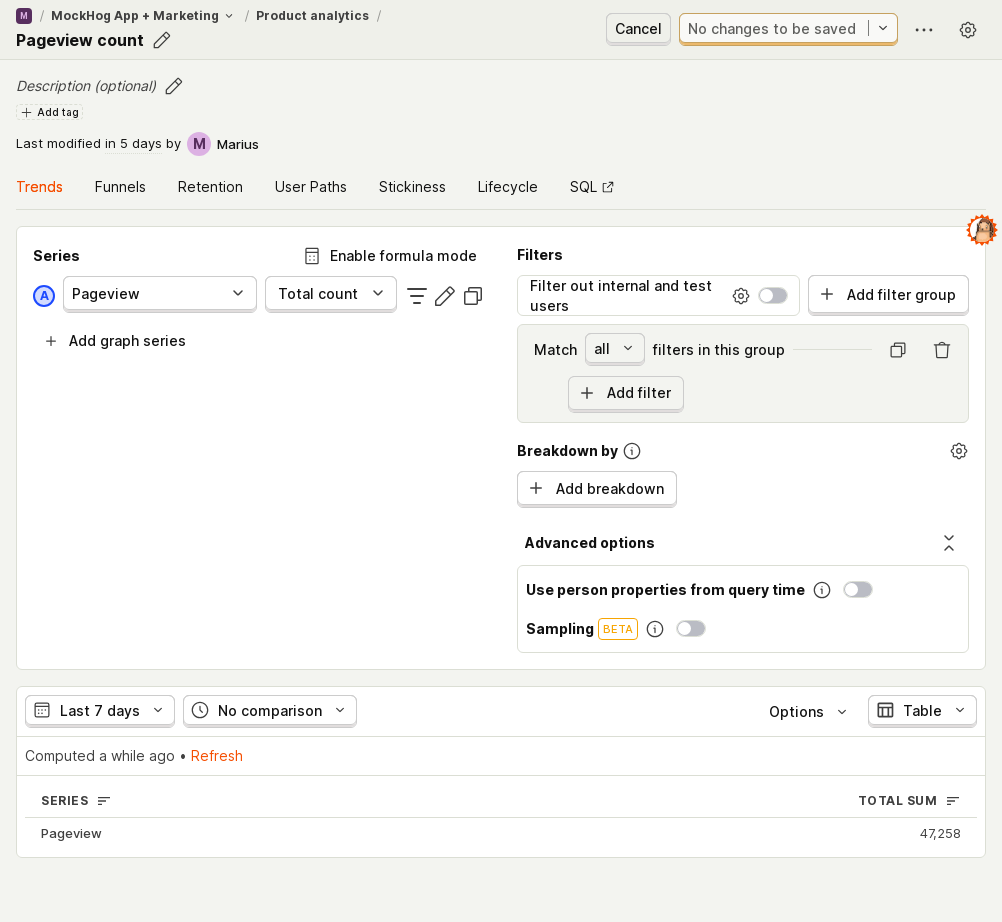 M / MockHog App + Marketing / Product analytics /
Pageview count
Cancel
No changes to be saved
Description (optional)
Add tag
Last modified in 5 days by M Marius
Trends
Funnels
Retention
User Paths
Stickiness
Lifecycle
SQL
Series
Enable formula mode
A
Pageview
Total count
Add graph series
Filters
Filter out internal and test
users
Add filter group
Match all filters in this group
Add filter
Breakdown by
Add breakdown
Advanced options
Use person properties from query time
Sampling BETA
Last 7 days
No comparison
Options
Table
Computed a while ago • Refresh
SERIES
TOTAL SUM
Pageview
47,258